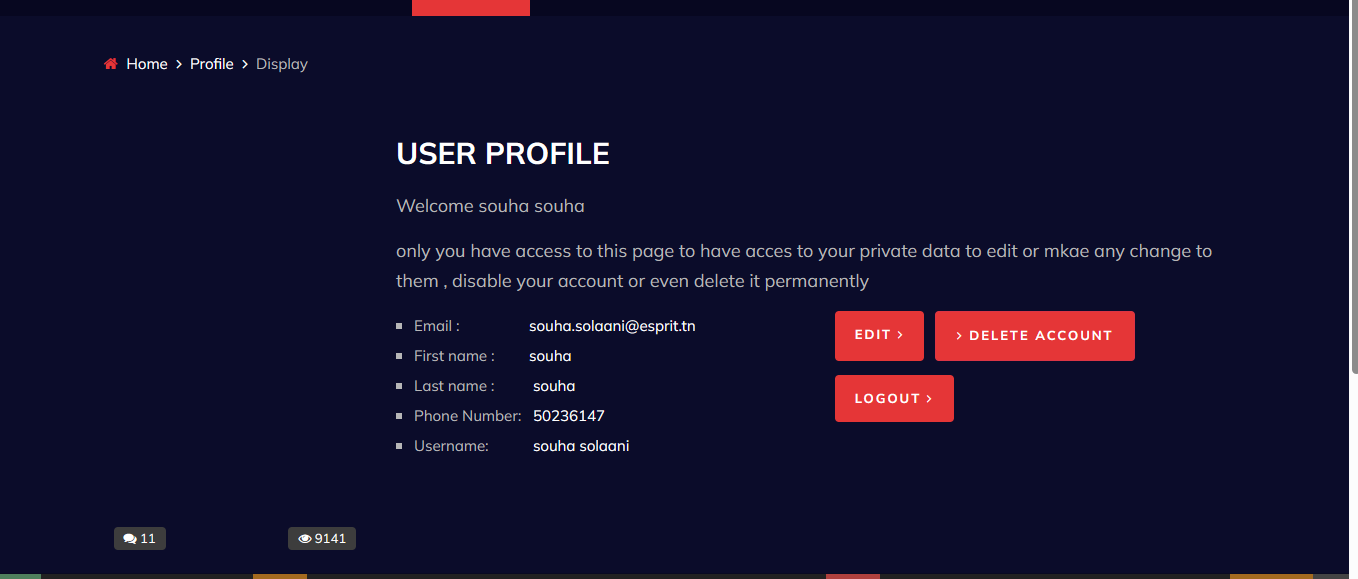 Home > Profile > Display
USER PROFILE
Welcome souha souha
only you have access to this page to have acces to your private data to edit or mkae any change to
them , disable your account or even delete it permanently
Email : souha.solaani@esprit.tn
First name : souha
Last name : souha
Phone Number: 50236147
Username: souha solaani
EDIT >
> DELETE ACCOUNT
LOGOUT >
11
9141